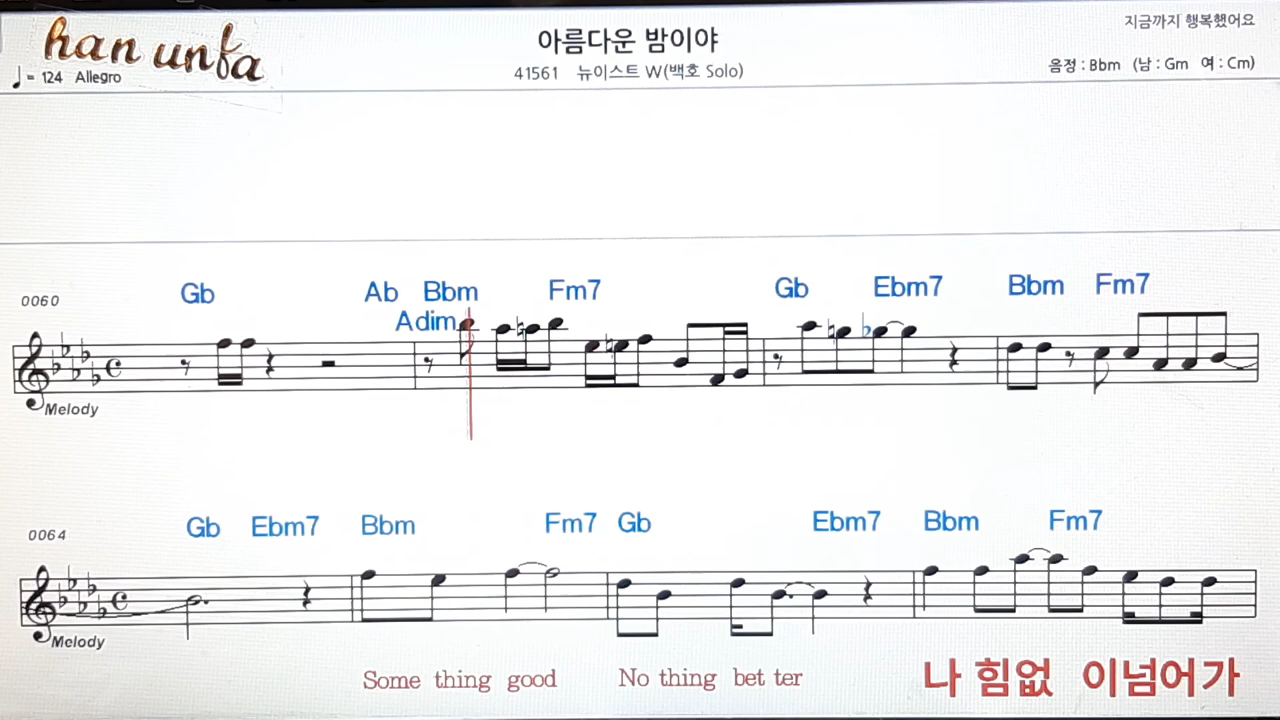 han unfa
♩= 124 Allegro
아름다운 밤이야
41561 뉴이스트 W(백호 Solo)
지금까지 행복했어요
음정 : Bbm (남 : Gm 여 : Cm)
0060
Gb Ab Bbm Fm7 Gb Ebm7 Bbm Fm7
Adim
Melody
0064
Gb Ebm7 Bbm Fm7 Gb Ebm7 Bbm Fm7
Melody
Some thing good No thing bet ter 나 힘없 이넘어가